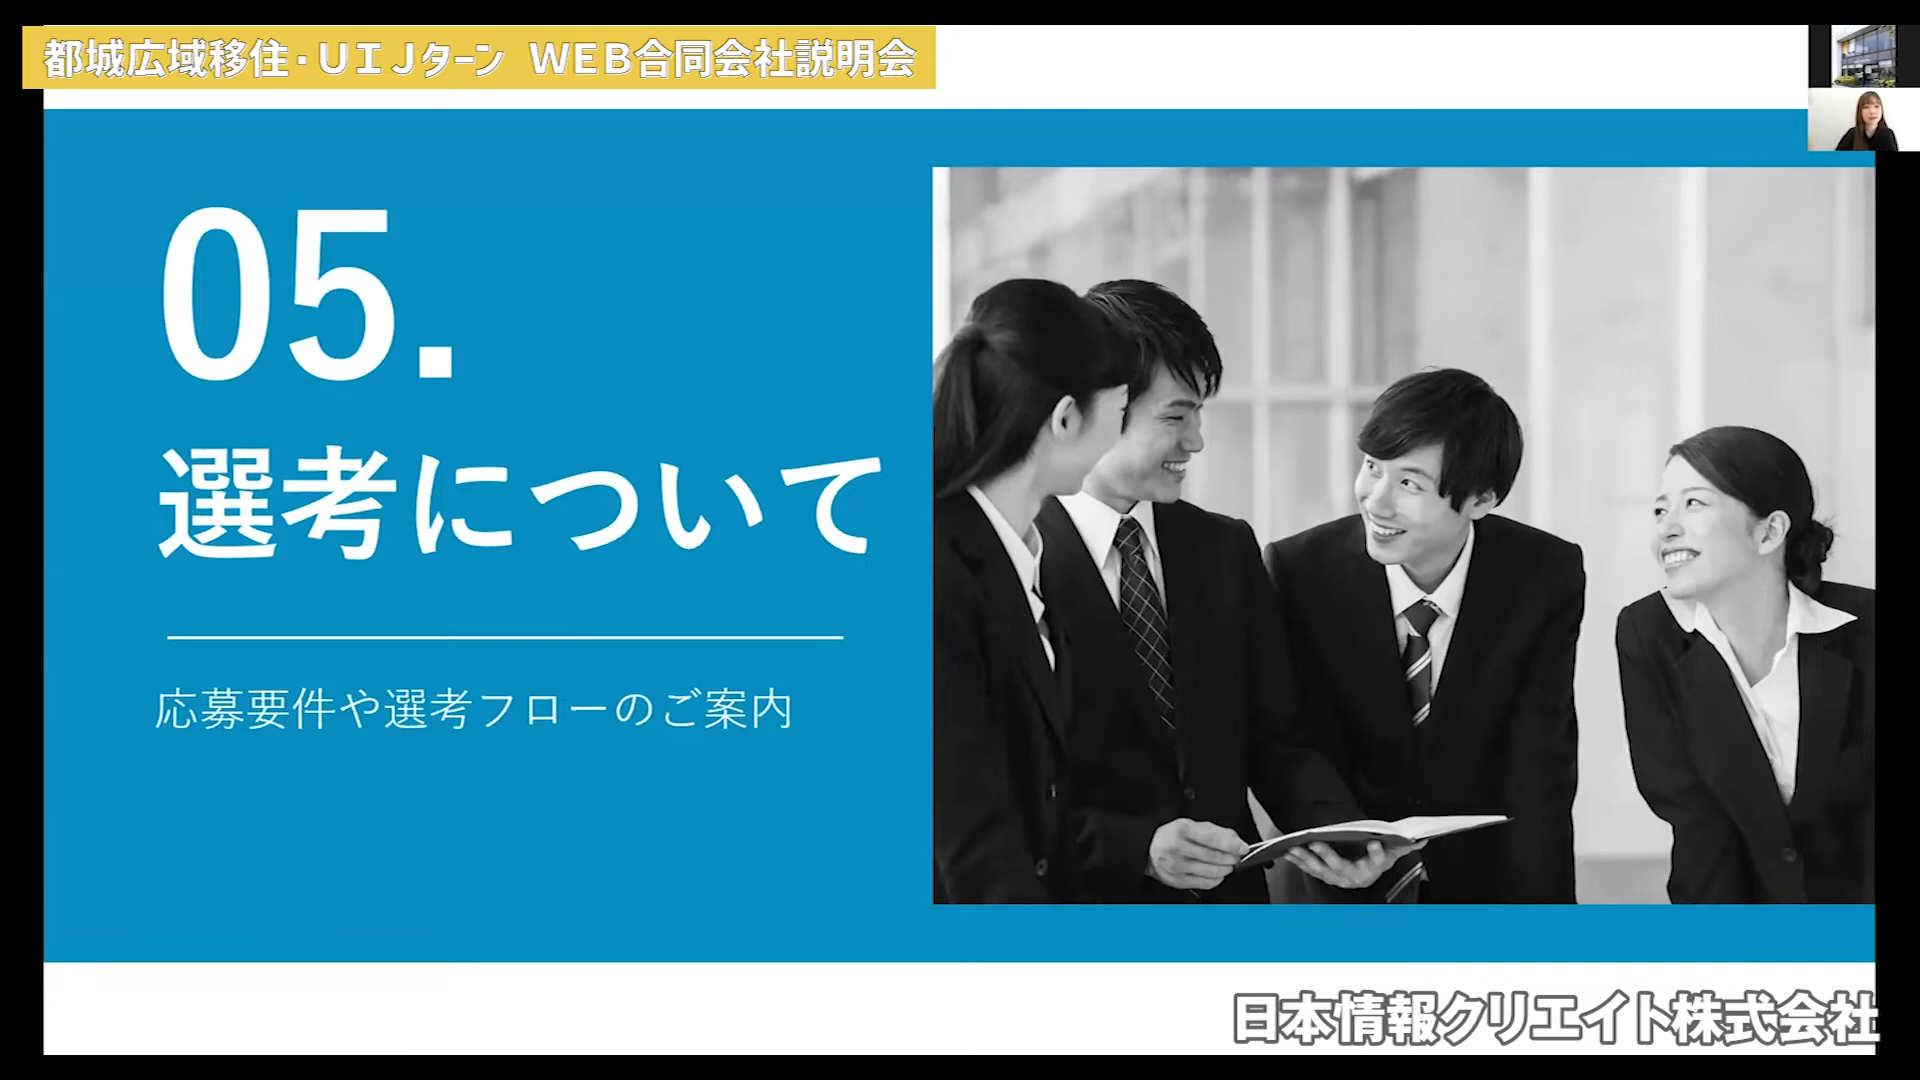 都城広域移住・UIJターン WEB合同会社説明会
05.
選考について
応募要件や選考フローのご案内
日本情報クリエイト株式会社